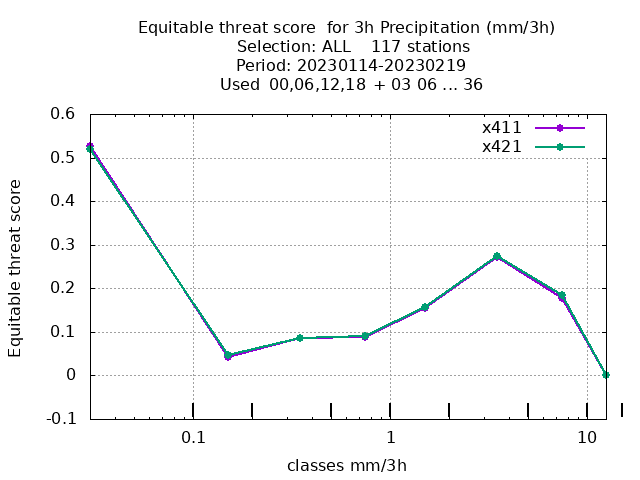 Equitable threat score  for 3h Precipitation (mm/3h)
Selection: ALL    117 stations
Period: 20230114-20230219
Used  00,06,12,18  + 03 06 ... 36
x411
x421
0.6
0.5
0.4
0.3
0.2
0.1
0
-0.1
Equitable threat score
0.1 1 10
classes mm/3h